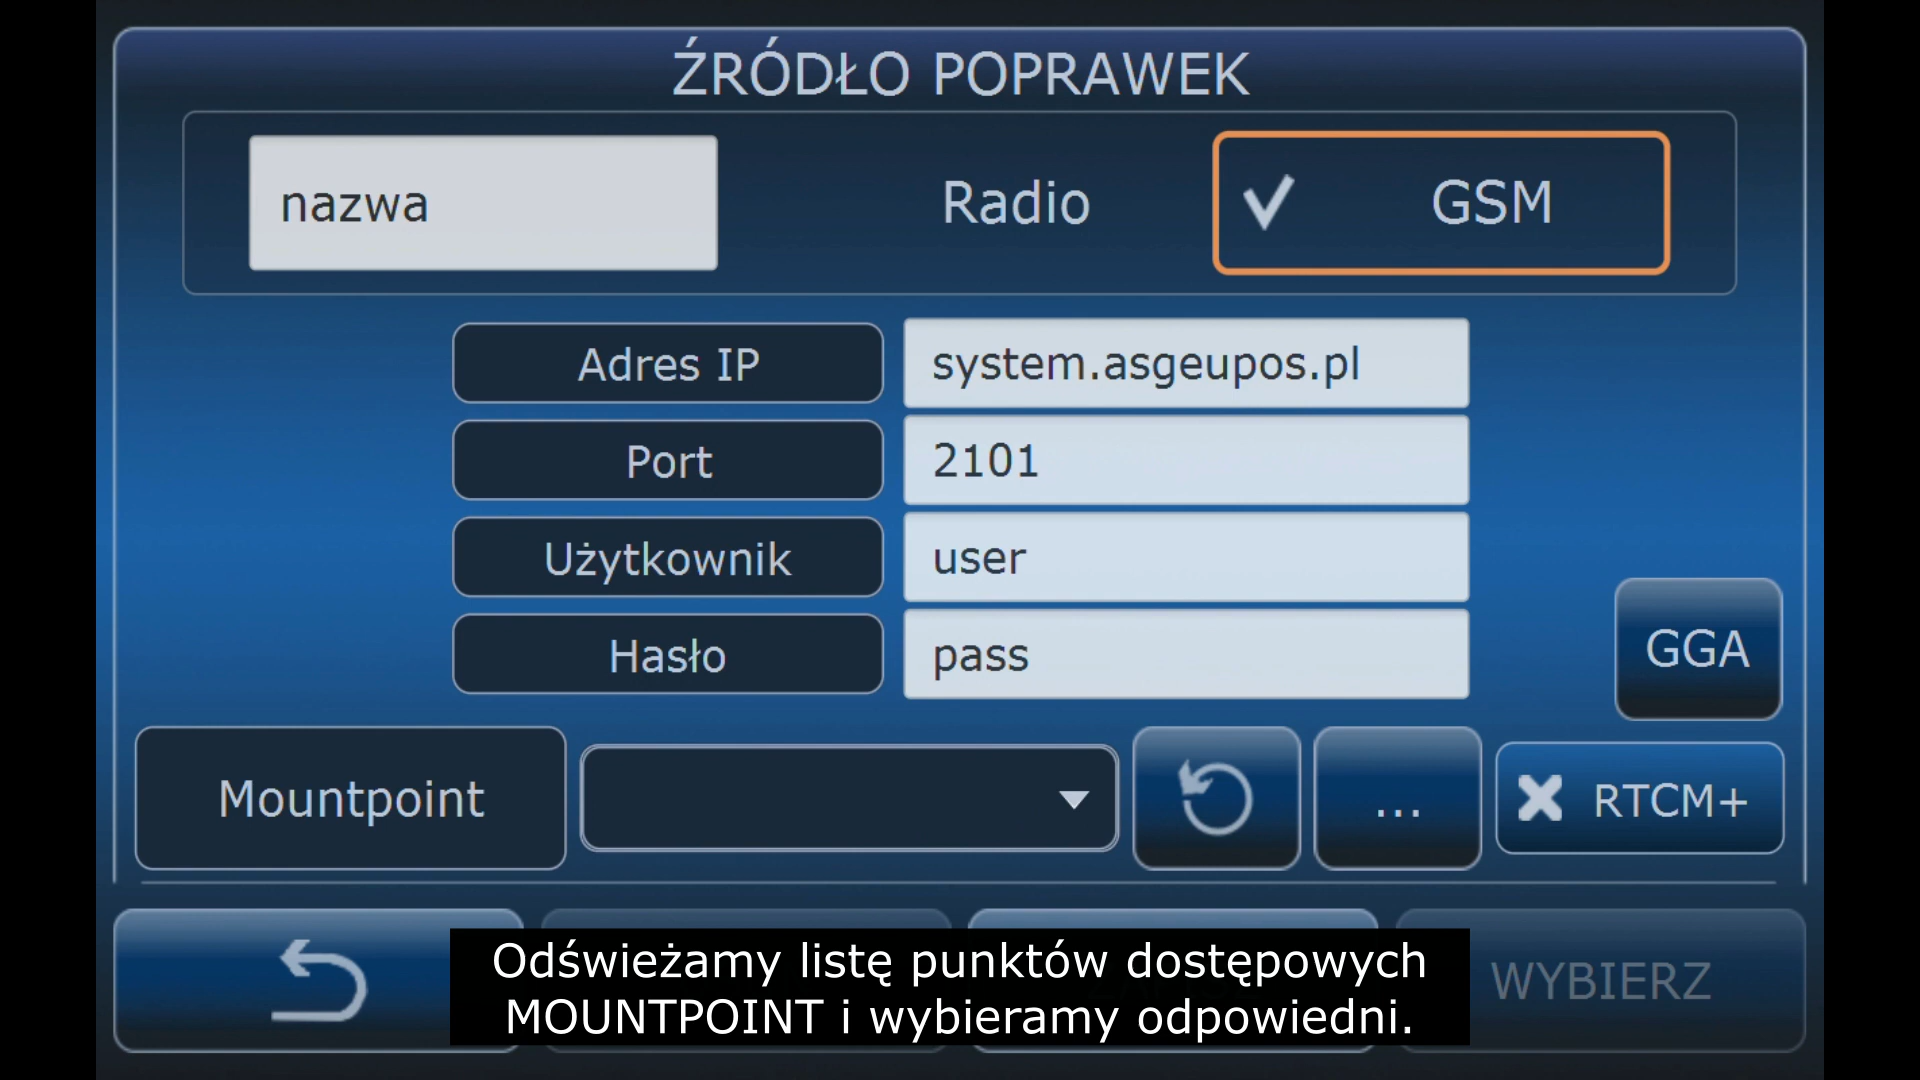 ŹRÓDŁO POPRAWEK
nazwa
Radio
GSM
Adres IP
system.asgeupos.pl
Port
2101
Użytkownik
user
Hasło
pass
GGA
Mountpoint
...
RTCM+
Odświeżamy listę punktów dostępowych
MOUNTPOINT i wybieramy odpowiedni.
WYBIERZ